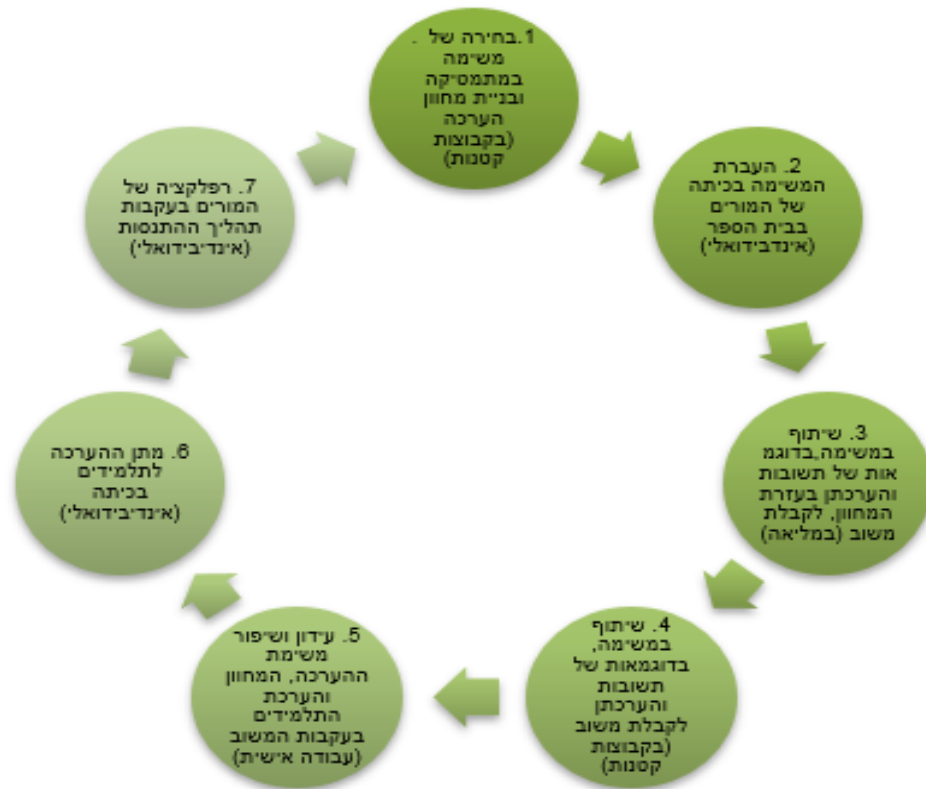 1.בחירה של .
משימה
במתמטיקה
ובניית מחוון
הערכה
(בקבוצות
קטנות)
2. העברת
המשימה בכיתה
של המורים
בבית הספר
(אינדבידואלי)
3. שיתוף
במשימה,בדוגמ
אות של תשובות
והערכתן בעזרת
המחוון, לקבלת
משוב (במליאה)
4. שיתוף
במשימה,
בדוגמאות של
תשובות
והערכתן
לקבלת משוב
(בקבוצות
קטנות)
5. עידון ושיפור
משימת
ההערכה, המחוון
והערכת
התלמידים
בעקבות המשוב
(עבודה אישית)
6. מתן ההערכה
לתלמידים
בכיתה
(אינדיבידואלי)
7. רפלקציה של
המורים בעקבות
תהליך ההתנסות
(אינדיבידואלי)